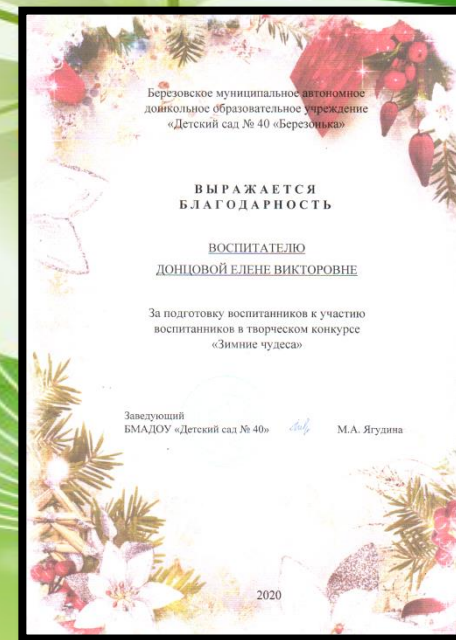 Березовское муниципальное автономное
дошкольное образовательное учреждение
«Детский сад № 40 «Березонька»
ВЫРАЖАЕТСЯ
БЛАГОДАРНОСТЬ
ВОСПИТАТЕЛЮ
ДОНЦОВОЙ ЕЛЕНЕ ВИКТОРОВНЕ
За подготовку воспитанников к участию
воспитанников в творческом конкурсе
«Зимние чудеса»
Заведующий
БМАДОУ «Детский сад № 40» М.А. Ягудина
2020